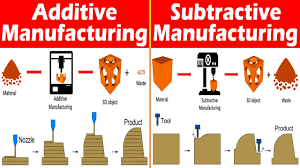 Additive
Manufacturing
Material
Additive
Manufacturing
3D object
Waste
Nozzle
Product
Subtractive
Manufacturing
Material
Subtractive
Manufacturing
3D object
Waste
Tool
Product